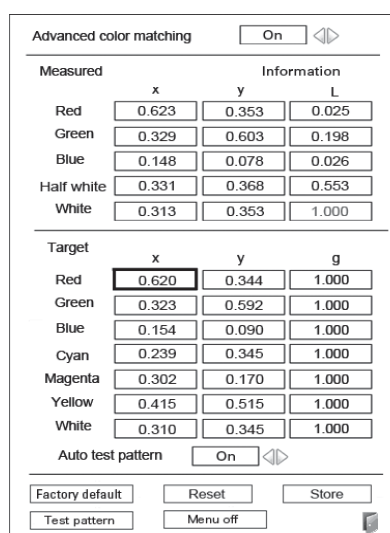 Advanced color matching On
Measured Information
x y L
Red 0.623 0.353 0.025
Green 0.329 0.603 0.198
Blue 0.148 0.078 0.026
Half white 0.331 0.368 0.553
White 0.313 0.353 1.000
Target
x y g
Red 0.620 0.344 1.000
Green 0.323 0.592 1.000
Blue 0.154 0.090 1.000
Cyan 0.239 0.345 1.000
Magenta 0.302 0.170 1.000
Yellow 0.415 0.515 1.000
White 0.310 0.345 1.000
Auto test pattern On
Factory default Reset Store
Test pattern Menu off